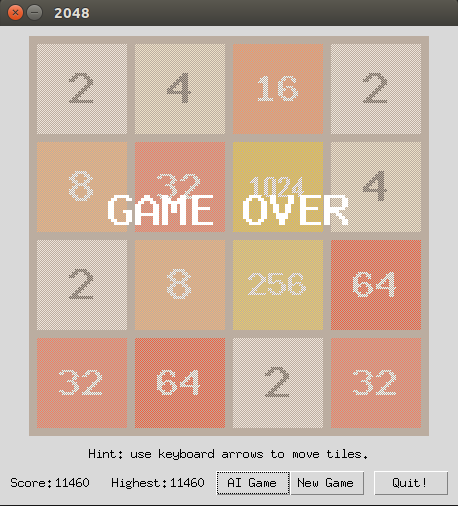 2048
2 4 16 2
8 32 1024 4
GAME OVER
2 8 256 64
32 64 2 32
Hint: use keyboard arrows to move tiles.
Score:11460 Highest:11460 AI Game New Game Quit!